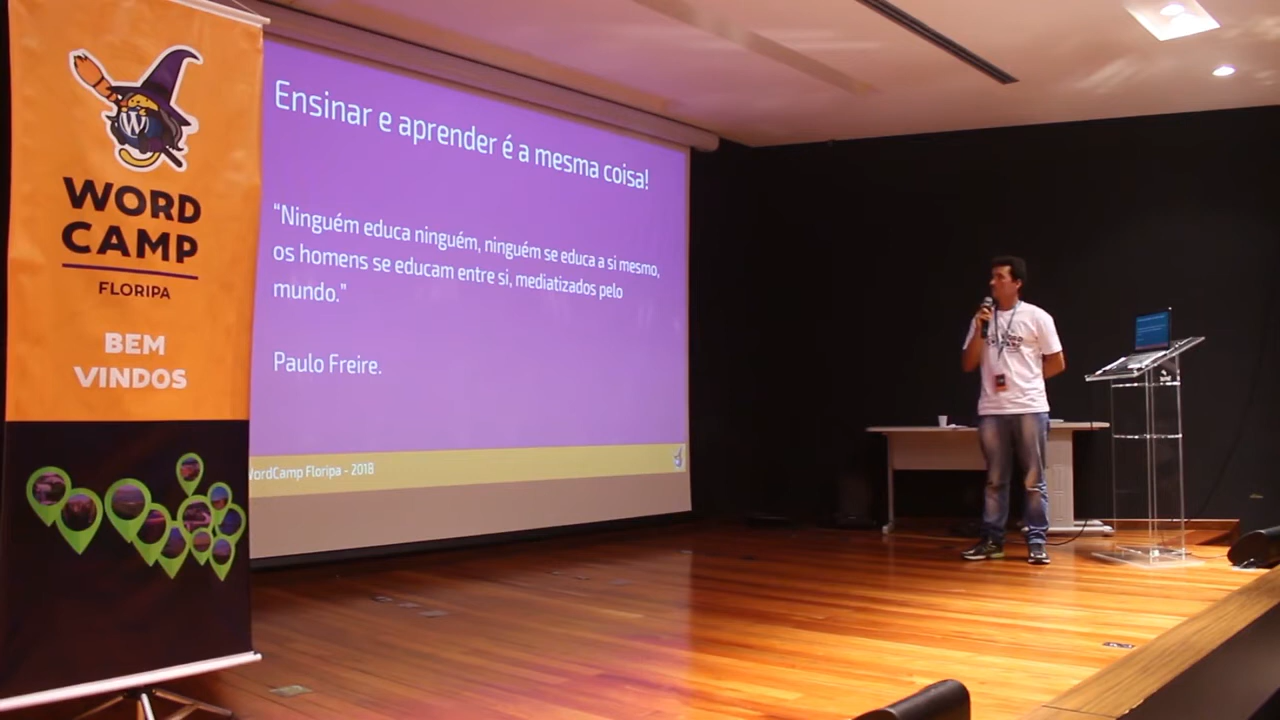 WORD
CAMP
FLORIPA
BEM
VINDOS
Ensinar e aprender é a mesma coisa!
“Ninguém educa ninguém, ninguém se educa a si mesmo,
os homens se educam entre si, mediatizados pelo
mundo.”
Paulo Freire.
WordCamp Floripa - 2018